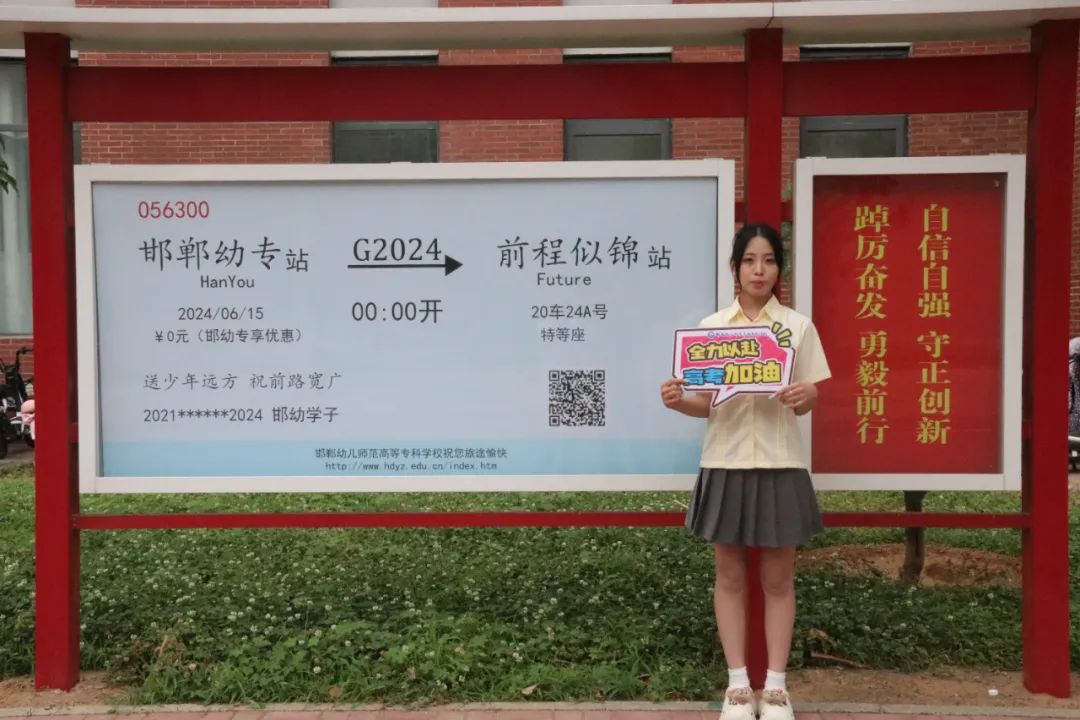 056300
邯郸幼专站
G2024
前程似锦站
HanYou
Future
2024/06/15
00:00开
20车24A号
￥0元（邯幼专享优惠）
特等座
送少年远方 祝前路宽广
2021******2024 邯幼学子
邯郸幼儿师范高等专科学校祝您旅途愉快
http://www.hdyz.edu.cn/index.htm
全力以赴
高考加油
自信自强 守正创新
踔厉奋发 勇毅前行